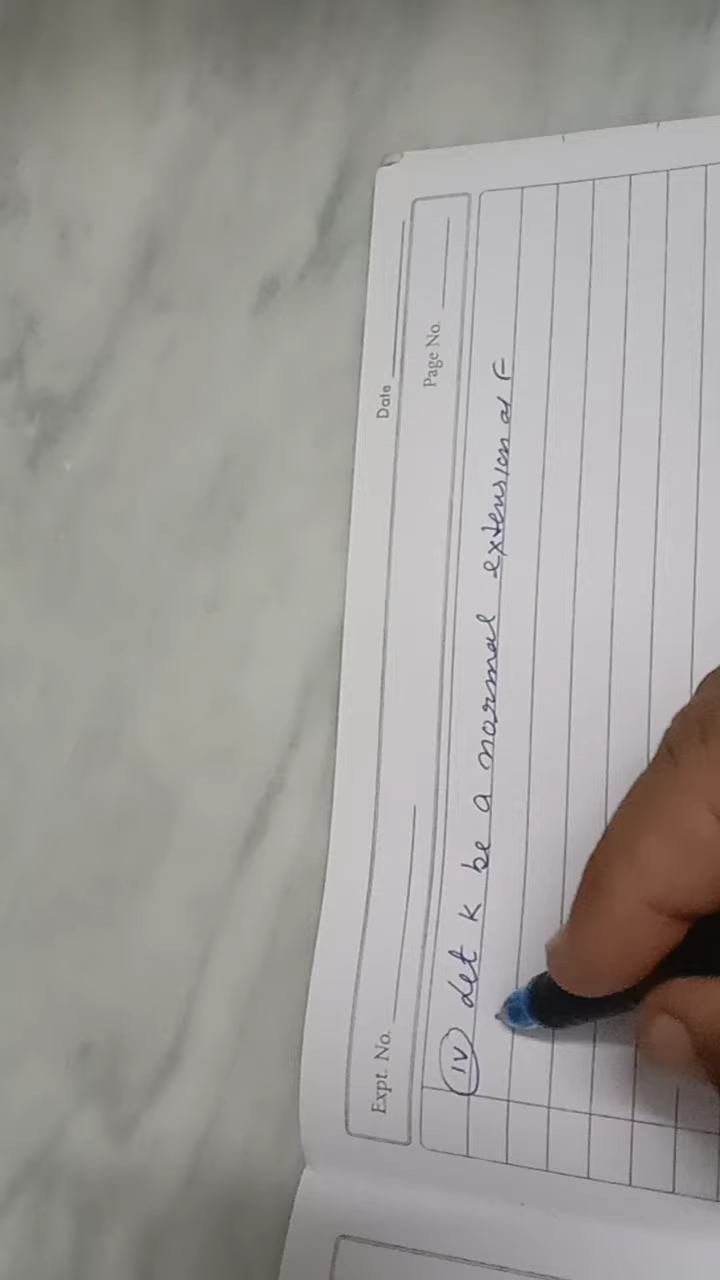 Date
Expt. No.
Page No.
(IV) Let K be a normal extension of F